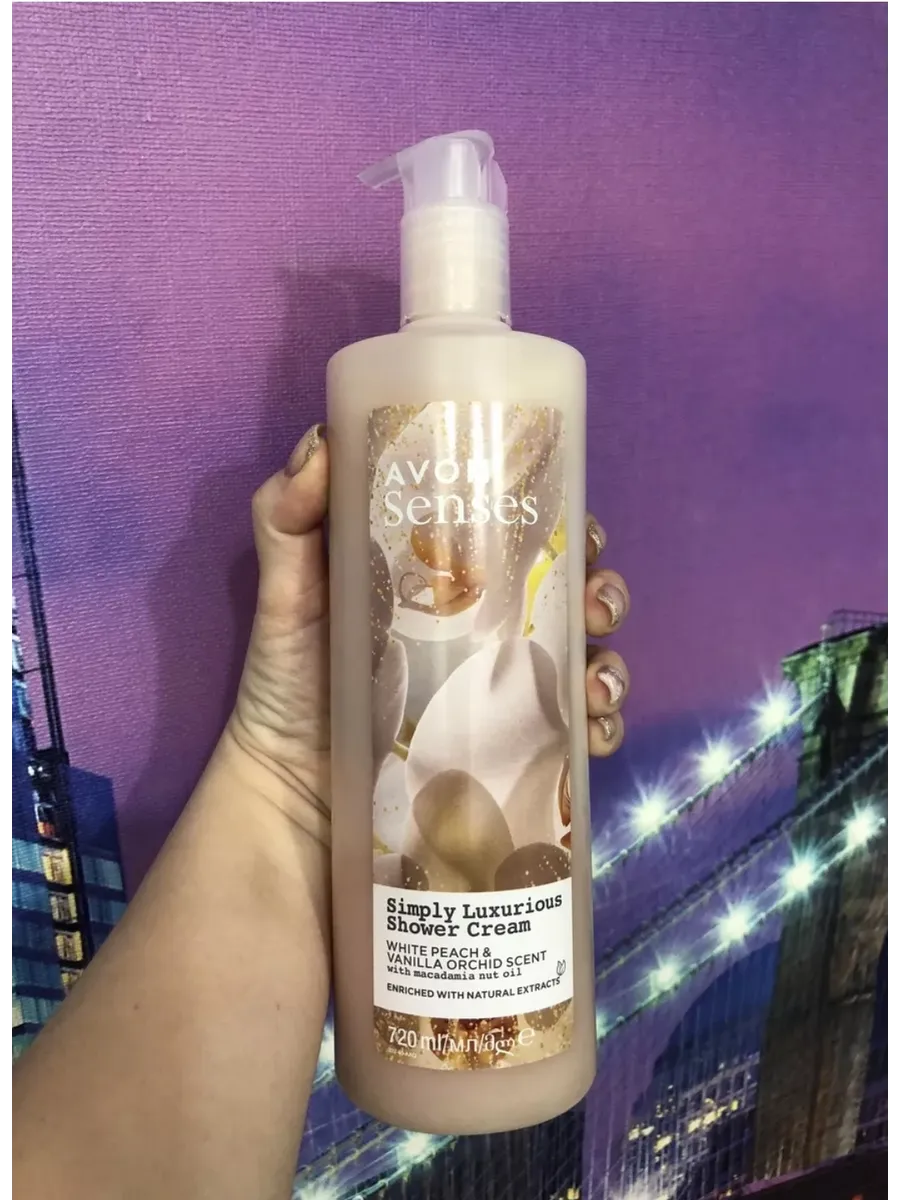 AVON
Senses
Simply Luxurious
Shower Cream
WHITE PEACH &
VANILLA ORCHID SCENT
with macadamia nut oil
ENRICHED WITH NATURAL EXTRACTS
720 ml/мл/მლ e